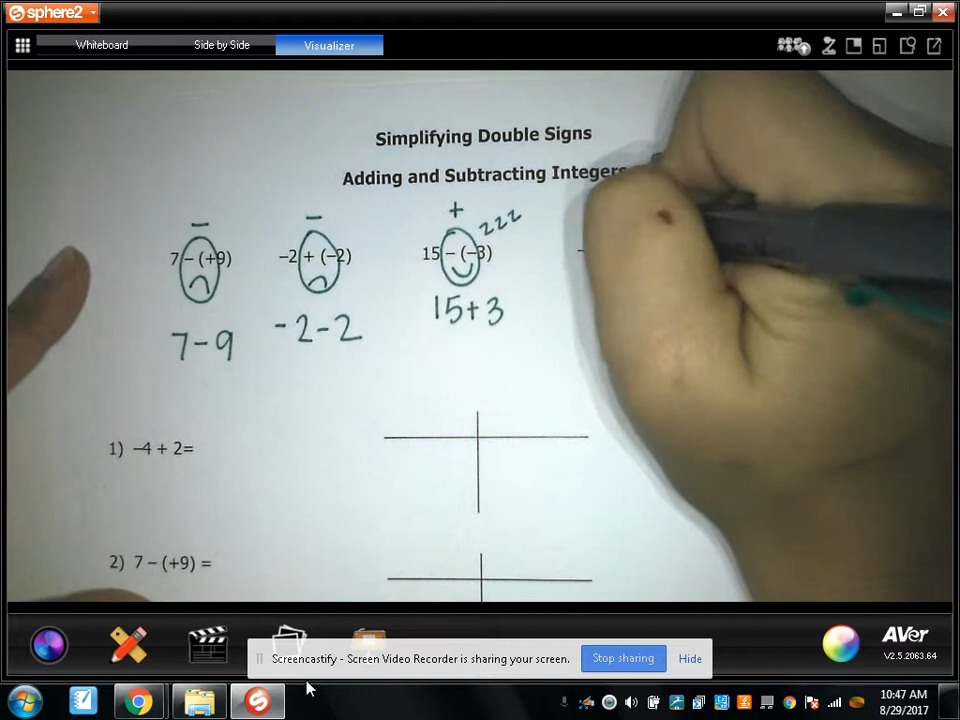 sphere2
Whiteboard Side by Side Visualizer
Simplifying Double Signs
Adding and Subtracting Integers
− − +
222
7 − (+9) −2 + (−2) 15 − (−3) −
7-9 -2-2 15+3
1) −4 + 2=
2) 7 − (+9) =
Screencastify - Screen Video Recorder is sharing your screen. Stop sharing Hide
AVer
V2.5.2063.64
10:47 AM
8/29/2017